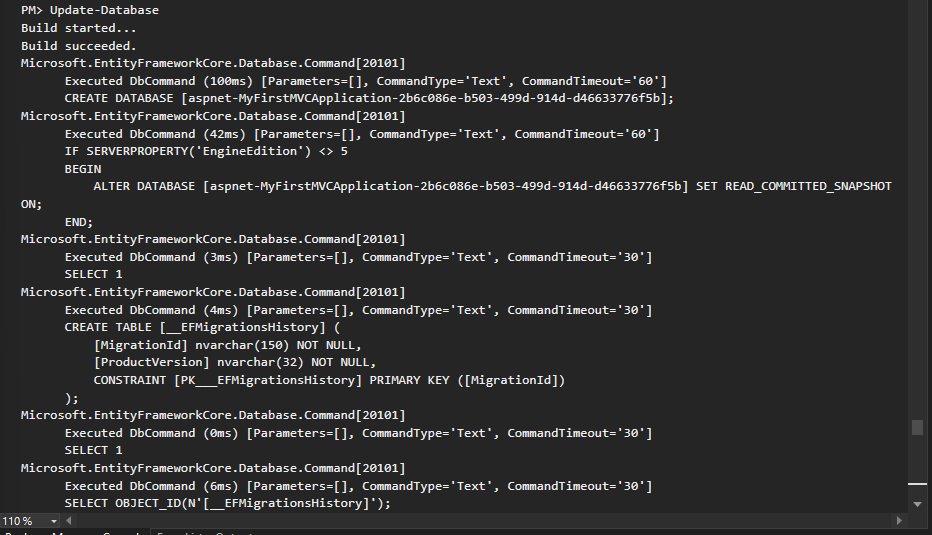 PM> Update-Database
Build started...
Build succeeded.
Microsoft.EntityFrameworkCore.Database.Command[20101]
      Executed DbCommand (100ms) [Parameters=[], CommandType='Text', CommandTimeout='60']
      CREATE DATABASE [aspnet-MyFirstMVCApplication-2b6c086e-b503-499d-914d-d46633776f5b];
Microsoft.EntityFrameworkCore.Database.Command[20101]
      Executed DbCommand (42ms) [Parameters=[], CommandType='Text', CommandTimeout='60']
      IF SERVERPROPERTY('EngineEdition') <> 5
      BEGIN
          ALTER DATABASE [aspnet-MyFirstMVCApplication-2b6c086e-b503-499d-914d-d46633776f5b] SET READ_COMMITTED_SNAPSHOT
ON;
      END;
Microsoft.EntityFrameworkCore.Database.Command[20101]
      Executed DbCommand (3ms) [Parameters=[], CommandType='Text', CommandTimeout='30']
      SELECT 1
Microsoft.EntityFrameworkCore.Database.Command[20101]
      Executed DbCommand (4ms) [Parameters=[], CommandType='Text', CommandTimeout='30']
      CREATE TABLE [__EFMigrationsHistory] (
          [MigrationId] nvarchar(150) NOT NULL,
          [ProductVersion] nvarchar(32) NOT NULL,
          CONSTRAINT [PK___EFMigrationsHistory] PRIMARY KEY ([MigrationId])
      );
Microsoft.EntityFrameworkCore.Database.Command[20101]
      Executed DbCommand (0ms) [Parameters=[], CommandType='Text', CommandTimeout='30']
      SELECT 1
Microsoft.EntityFrameworkCore.Database.Command[20101]
      Executed DbCommand (6ms) [Parameters=[], CommandType='Text', CommandTimeout='30']
      SELECT OBJECT_ID(N'[__EFMigrationsHistory]');
110 %